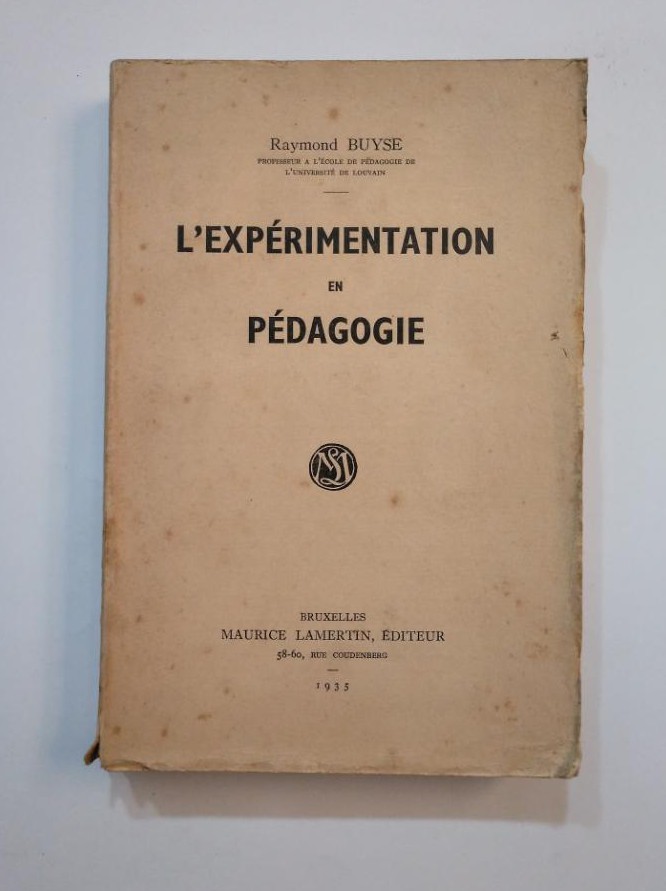 Raymond BUYSE
PROFESSEUR A L'ÉCOLE DE PÉDAGOGIE DE
L'UNIVERSITÉ DE LOUVAIN
L'EXPÉRIMENTATION
EN
PÉDAGOGIE
BRUXELLES
MAURICE LAMERTIN, ÉDITEUR
58-60, RUE COUDENBERG
1935